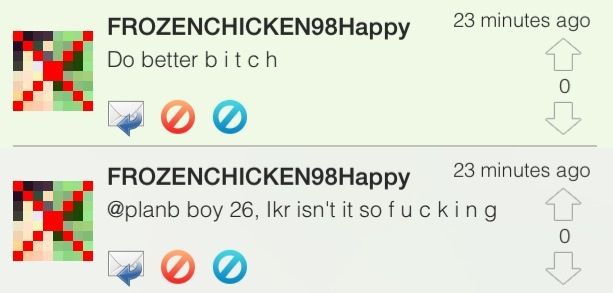 FROZENCHICKEN98Happy 23 minutes ago
Do better b i t c h
0
FROZENCHICKEN98Happy 23 minutes ago
@planb boy 26, Ikr isn't it so f u c k i n g
0